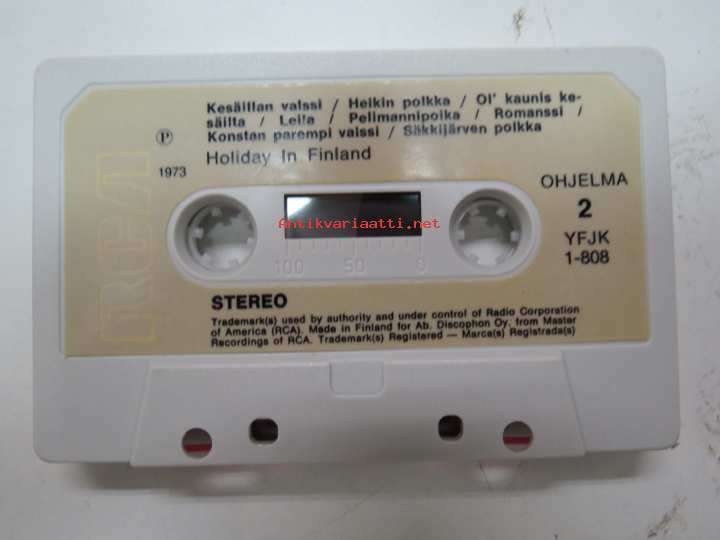 Kesäillan valssi / Heikin polkka / Ol' kaunis ke-
säilta / Leila / Pelimannipoika / Romanssi /
Konstan parempi valssi / Säkkijärven polkka
Holiday In Finland
Ⓟ
1973
RCA
OHJELMA
2
YFJK
1-808
Antikvariaatti.net
100 50 0
STEREO
Trademark(s) used by authority and under control of Radio Corporation
of America (RCA). Made in Finland for Ab. Discophon Oy. from Master
Recordings of RCA. Trademark(s) Registered — Marca(s) Registrada(s)